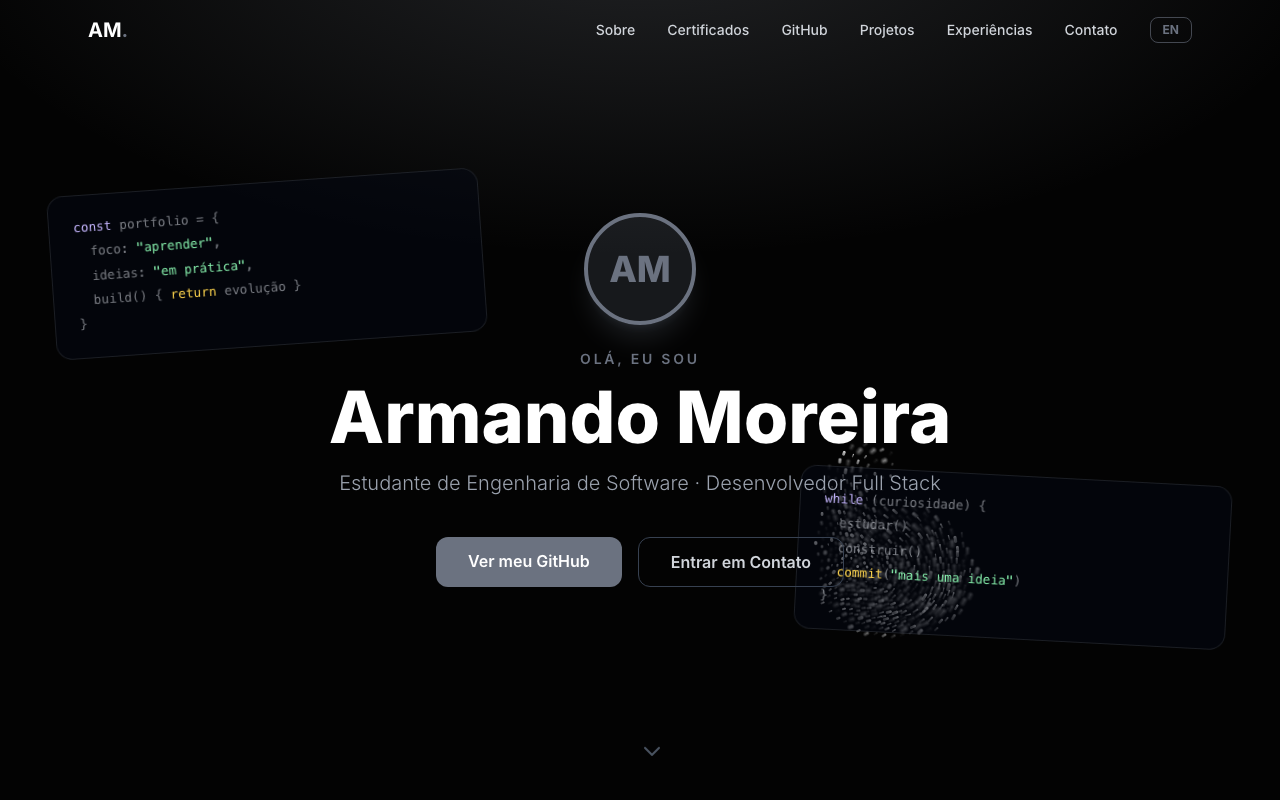 AM.
Sobre Certificados GitHub Projetos Experiências Contato EN
const portfolio = {
foco: "aprender",
ideias: "em prática",
build() { return evolução }
}
AM
OLÁ, EU SOU
Armando Moreira
Estudante de Engenharia de Software · Desenvolvedor Full Stack
Ver meu GitHub
Entrar em Contato
while (curiosidade) {
estudar()
construir()
commit("mais uma ideia")
}